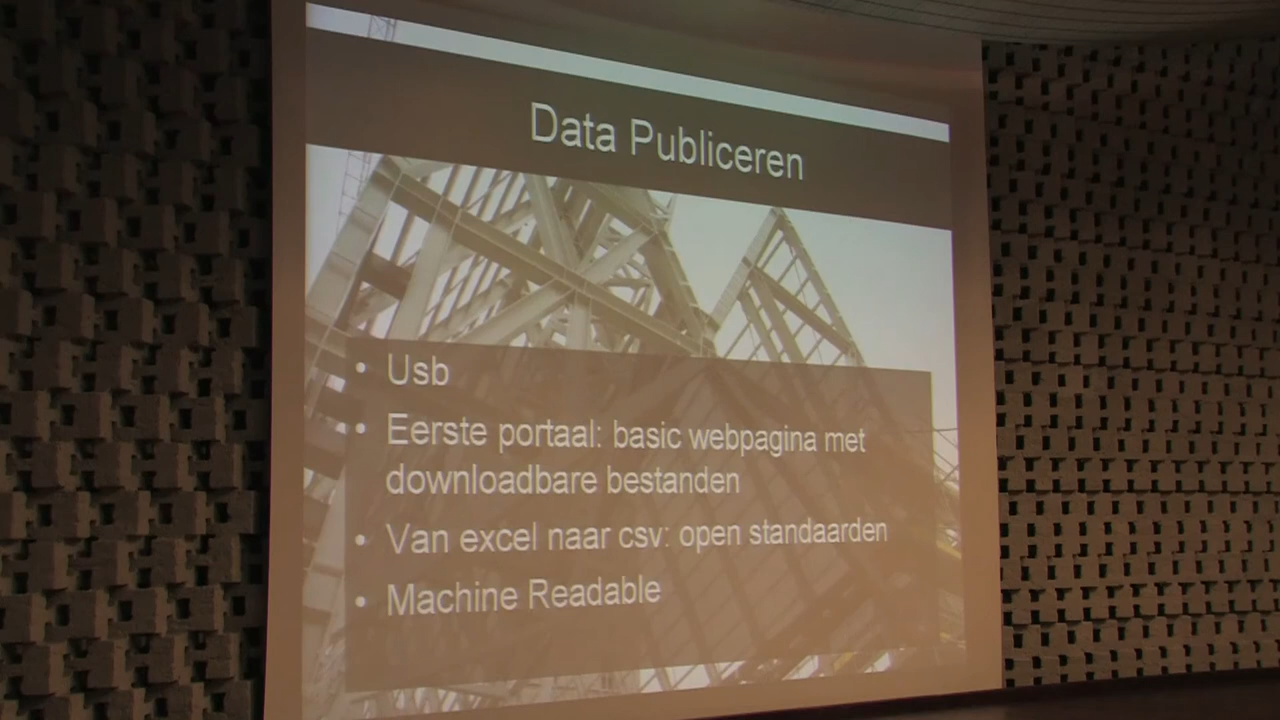 Data Publiceren
• Usb
• Eerste portaal: basic webpagina met
downloadbare bestanden
• Van excel naar csv: open standaarden
• Machine Readable